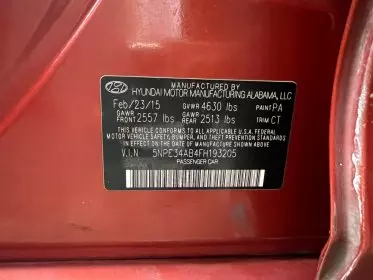 MANUFACTURED BY
HYUNDAI MOTOR MANUFACTURING ALABAMA, LLC
Feb/23/15 GVWR 4630 lbs PAINT PA
GAWR FRONT 2557 lbs GAWR REAR 2513 lbs TRIM CT
THIS VEHICLE CONFORMS TO ALL APPLICABLE U.S.A. FEDERAL
MOTOR VEHICLE SAFETY, BUMPER, AND THEFT PREVENTION STANDARDS
IN EFFECT ON THE DATE OF MANUFACTURE SHOWN ABOVE.
V.I.N 5NPE34AB4FH193205
PASSENGER CAR